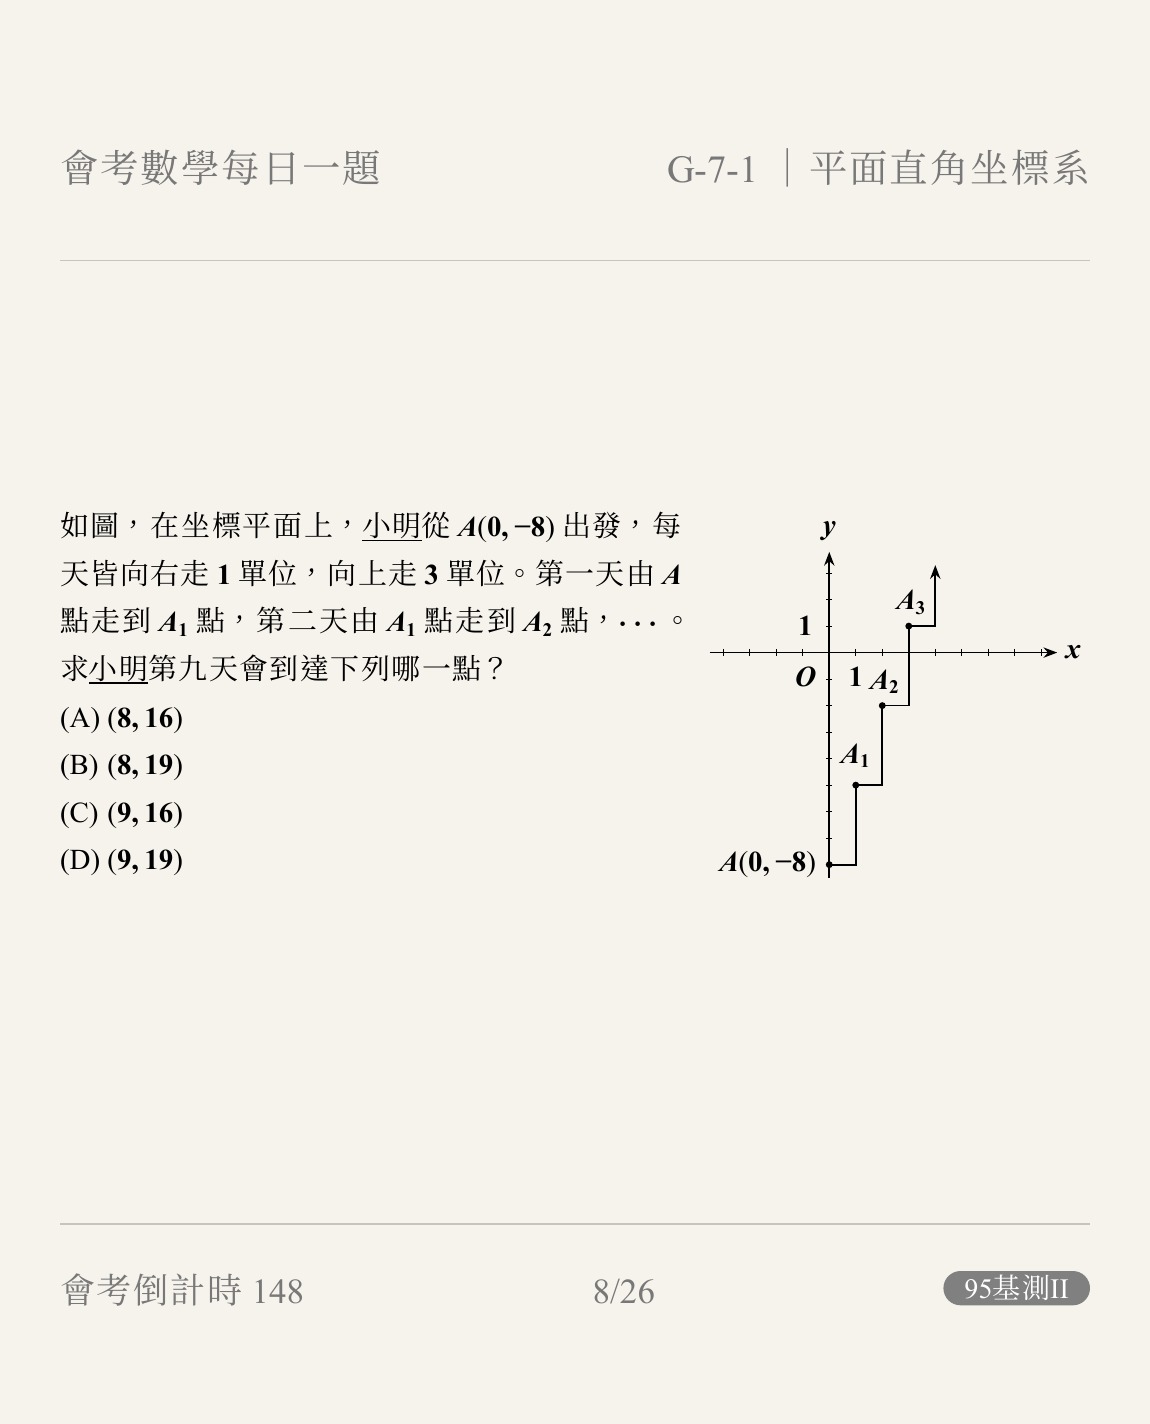 會考數學每日一題
G-7-1 | 平面直角坐標系
如圖，在坐標平面上，小明從 A(0, −8) 出發，每
天皆向右走 1 單位，向上走 3 單位。第一天由 A
點走到 A₁ 點，第二天由 A₁ 點走到 A₂ 點，⋯。
求小明第九天會到達下列哪一點？
(A) (8, 16)
(B) (8, 19)
(C) (9, 16)
(D) (9, 19)
y
A₃
1
x
O
1
A₂
A₁
A(0, −8)
會考倒計時 148
8/26
95基測II